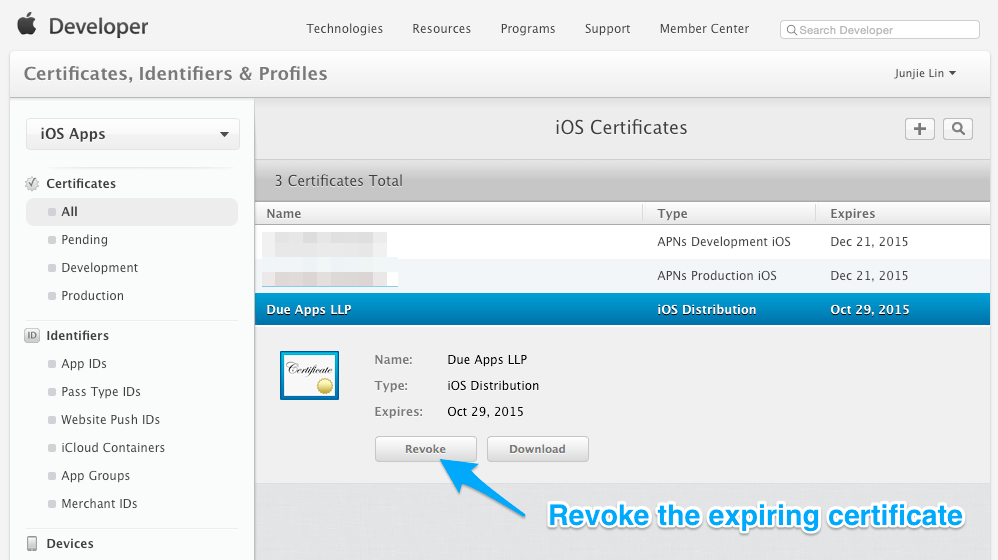 Developer
Technologies Resources Programs Support Member Center Search Developer
Certificates, Identifiers & Profiles
Junjie Lin
iOS Apps
iOS Certificates
3 Certificates Total
Certificates
All
Pending
Development
Production
ID Identifiers
App IDs
Pass Type IDs
Website Push IDs
iCloud Containers
App Groups
Merchant IDs
Devices
Name Type Expires
APNs Development iOS Dec 21, 2015
APNs Production iOS Dec 21, 2015
Due Apps LLP iOS Distribution Oct 29, 2015
Certificate
Name: Due Apps LLP
Type: iOS Distribution
Expires: Oct 29, 2015
Revoke Download
Revoke the expiring certificate